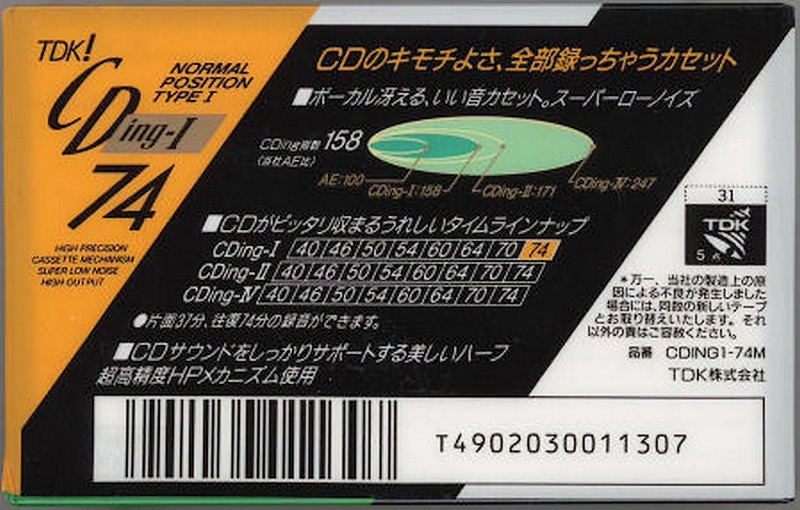 TDK!
CDing-I
74
NORMAL
POSITION
TYPE I
HIGH PRECISION
CASSETTE MECHANISM
SUPER LOW NOISE
HIGH OUTPUT
CDのキモチよさ、全部録っちゃうカセット
■ボーカル冴える、いい音カセット。スーパーローノイズ
CDing指数 158
(当社AE比)
AE:100 CDing-I:158 CDing-II:171 CDing-IV:247
■CDがピッタリ収まるうれしいタイムラインナップ
CDing-I 40 46 50 54 60 64 70 74
CDing-II 40 46 50 54 60 64 70 74
CDing-IV 40 46 50 54 60 64 70 74
●片面37分、往復74分の録音ができます。
■CDサウンドをしっかりサポートする美しいハーフ
超高精度HPメカニズム使用
31
TDK
5
*万一、当社の製造上の原
因による不良が発生しました
場合には、同数の新しいテープ
とお取り替えいたします。それ
以外の責はご容赦ください。
品番 CDING1-74M
TDK株式会社
T4902030011307